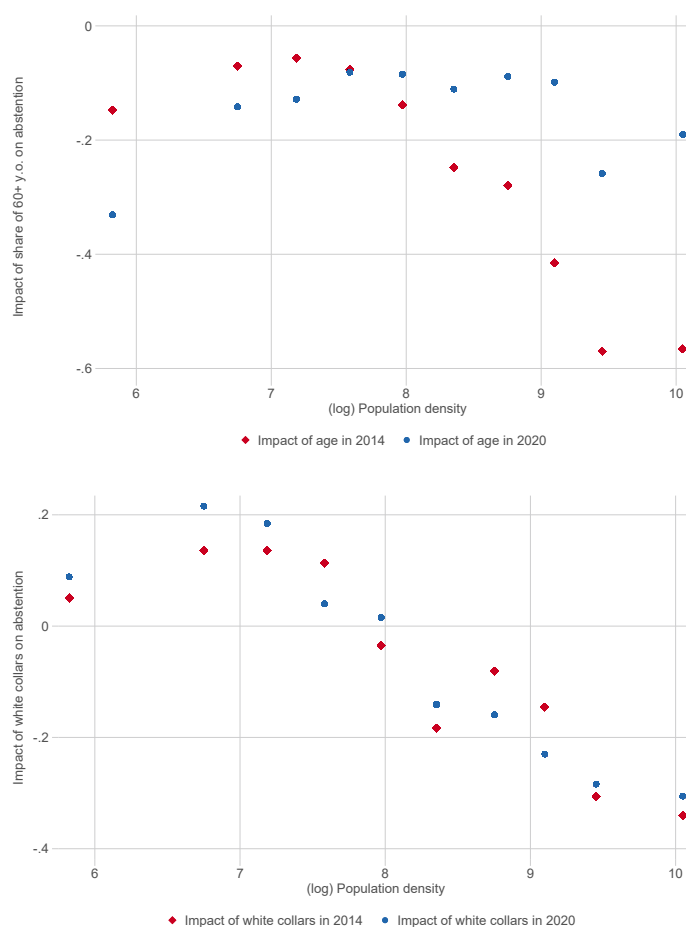 0
-.2
-.4
-.6
Impact of share of 60+ y.o. on abstention
6 7 8 9 10
(log) Population density
Impact of age in 2014 Impact of age in 2020
.2
0
-.2
-.4
Impact of white collars on abstention
6 7 8 9 10
(log) Population density
Impact of white collars in 2014 Impact of white collars in 2020